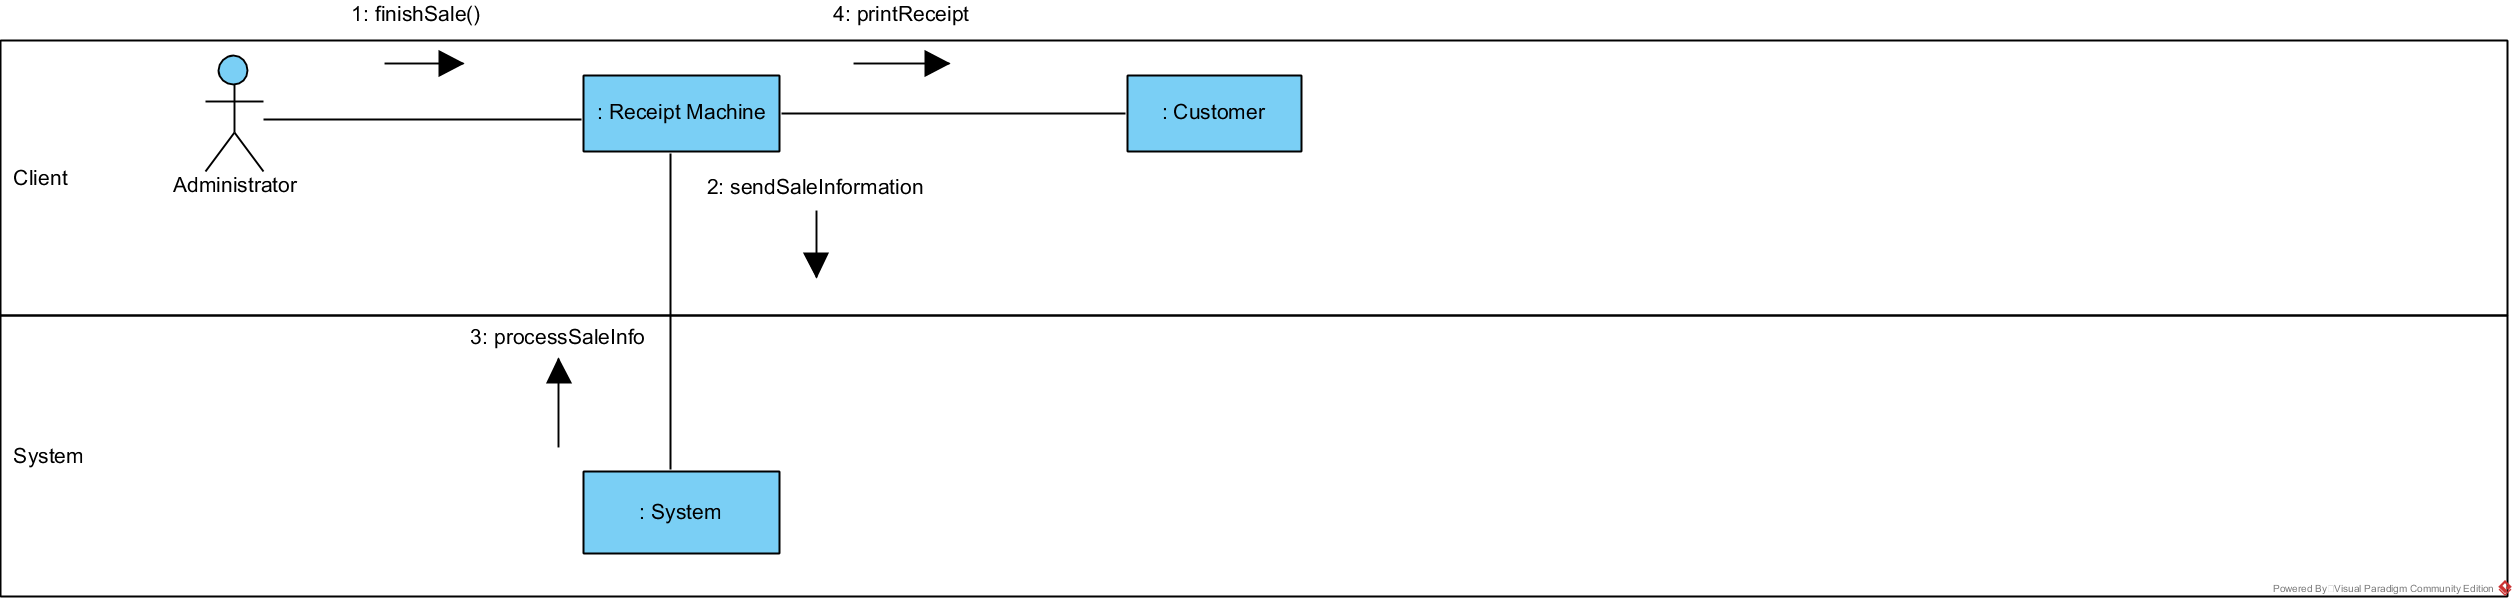 1: finishSale()
4: printReceipt
: Receipt Machine
: Customer
Client
Administrator
2: sendSaleInformation
3: processSaleInfo
System
: System
Powered By Visual Paradigm Community Edition